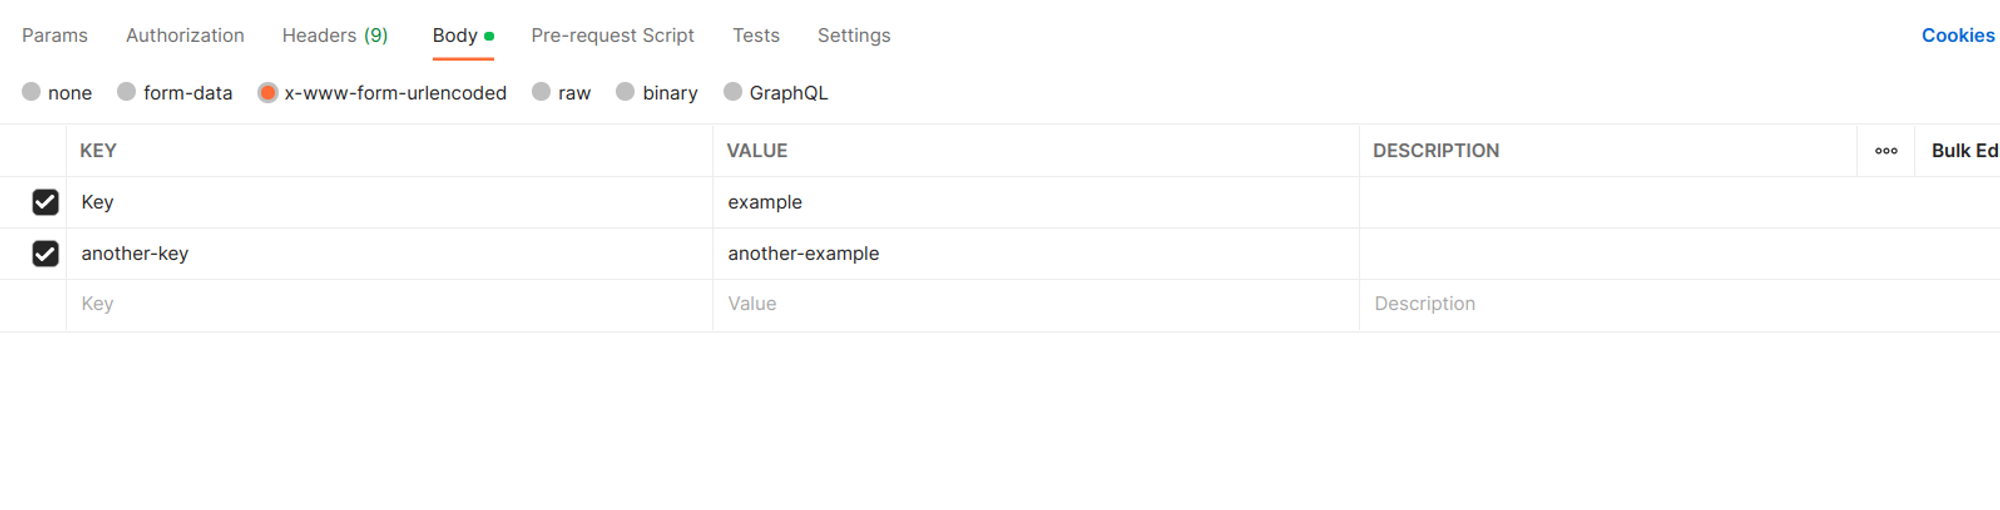 Params Authorization Headers (9) Body Pre-request Script Tests Settings Cookies
none form-data x-www-form-urlencoded raw binary GraphQL
KEY VALUE DESCRIPTION Bulk Ed
Key example
another-key another-example
Key Value Description